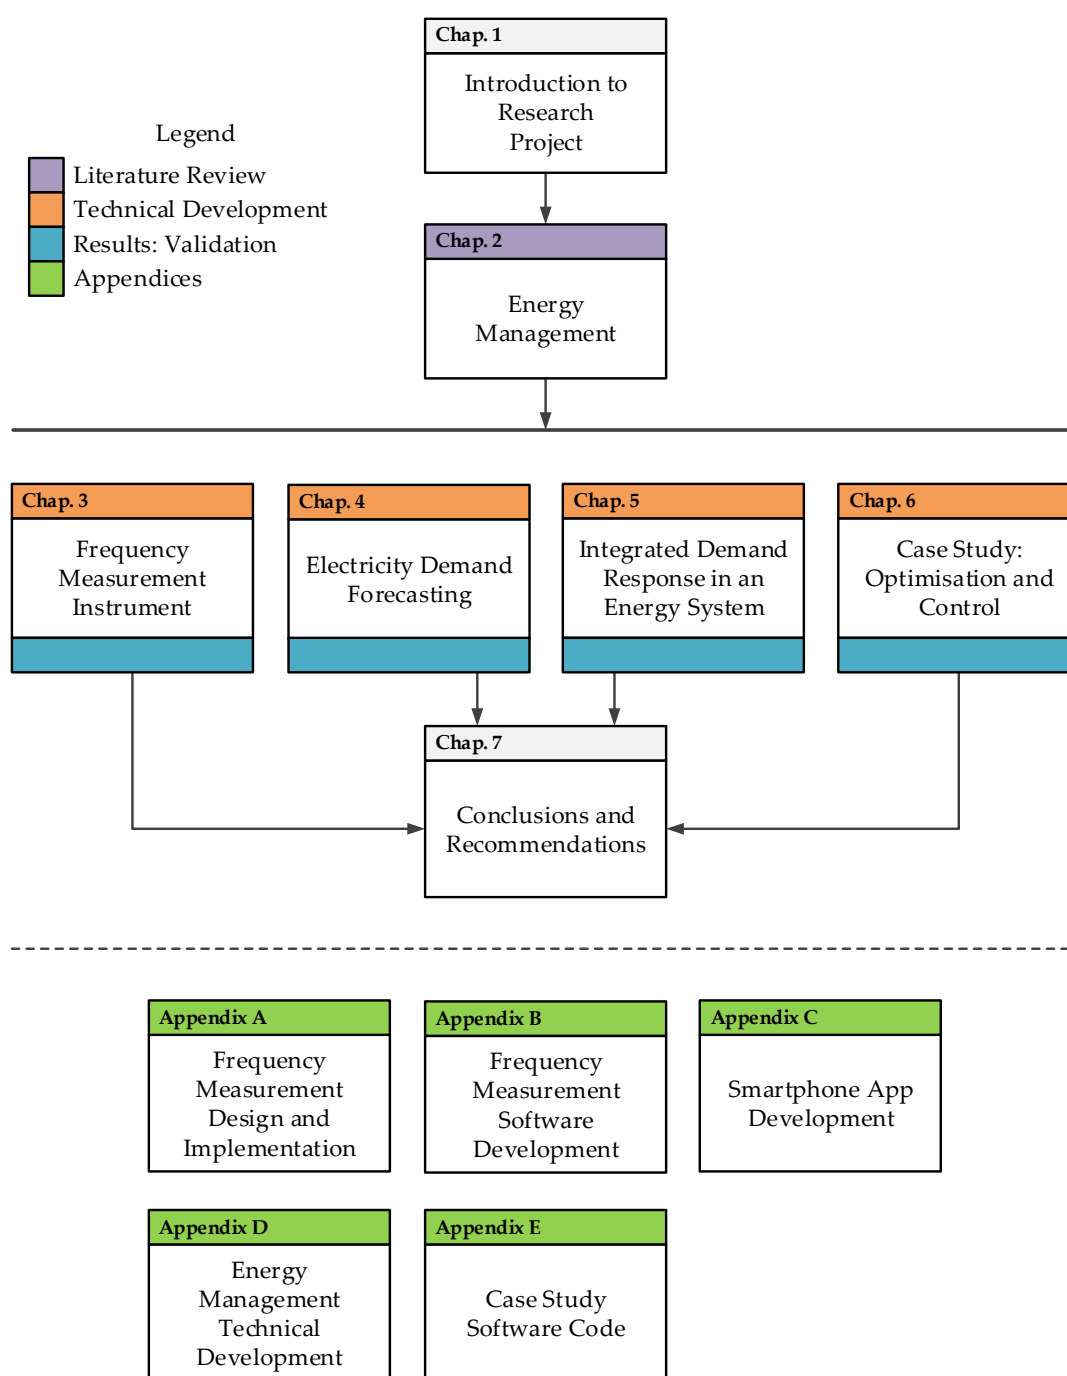 Chap. 1
Introduction to
Research
Project
Legend
Literature Review
Technical Development
Results: Validation
Appendices
Chap. 2
Energy
Management
Chap. 3
Frequency
Measurement
Instrument
Chap. 4
Electricity Demand
Forecasting
Chap. 5
Integrated Demand
Response in an
Energy System
Chap. 6
Case Study:
Optimisation and
Control
Chap. 7
Conclusions and
Recommendations
Appendix A
Frequency
Measurement
Design and
Implementation
Appendix B
Frequency
Measurement
Software
Development
Appendix C
Smartphone App
Development
Appendix D
Energy
Management
Technical
Development
Appendix E
Case Study
Software Code